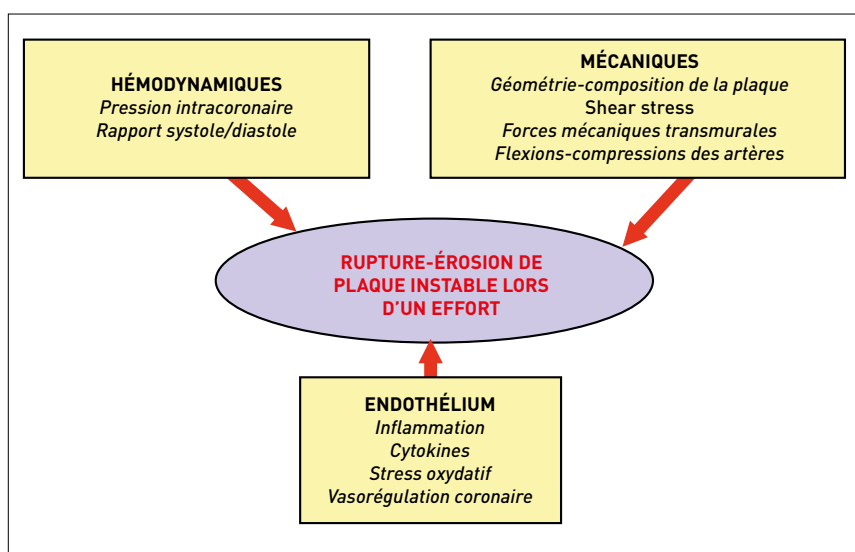 HÉMODYNAMIQUES
Pression intracoronaire
Rapport systole/diastole
MÉCANIQUES
Géométrie-composition de la plaque
Shear stress
Forces mécaniques transmurales
Flexions-compressions des artères
RUPTURE-ÉROSION DE
PLAQUE INSTABLE LORS
D'UN EFFORT
ENDOTHÉLIUM
Inflammation
Cytokines
Stress oxydatif
Vasorégulation coronaire